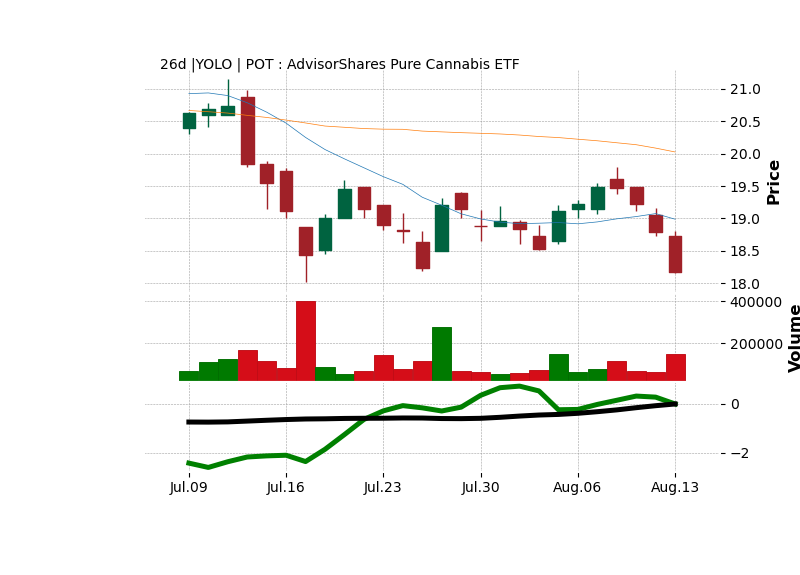 26d |YOLO | POT : AdvisorShares Pure Cannabis ETF
21.0
20.5
20.0
19.5
19.0
18.5
18.0
Price
400000
200000
Volume
0
−2
Jul.09 Jul.16 Jul.23 Jul.30 Aug.06 Aug.13